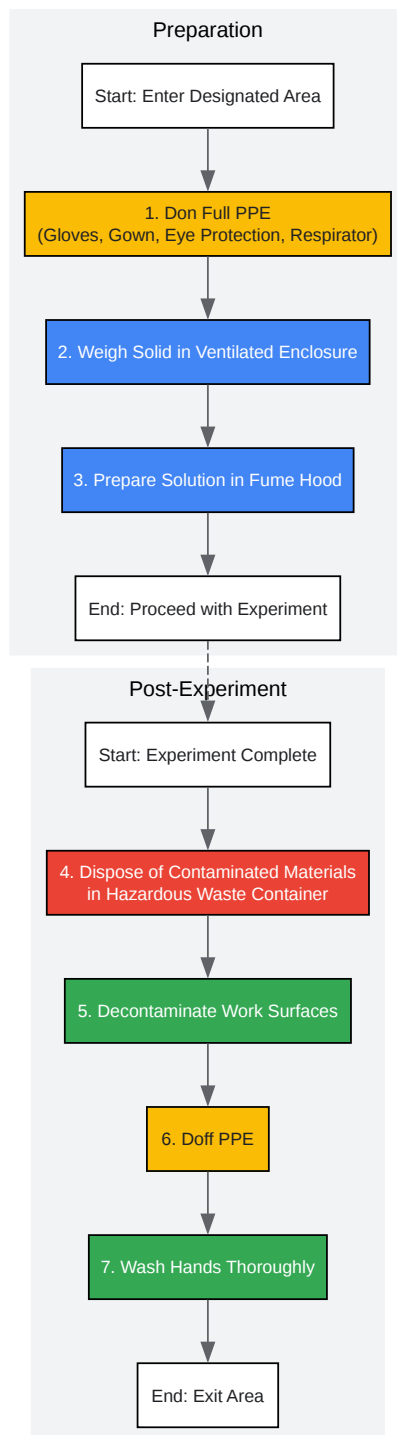 Preparation
Start: Enter Designated Area
1. Don Full PPE
(Gloves, Gown, Eye Protection, Respirator)
2. Weigh Solid in Ventilated Enclosure
3. Prepare Solution in Fume Hood
End: Proceed with Experiment
Post-Experiment
Start: Experiment Complete
4. Dispose of Contaminated Materials
in Hazardous Waste Container
5. Decontaminate Work Surfaces
6. Doff PPE
7. Wash Hands Thoroughly
End: Exit Area